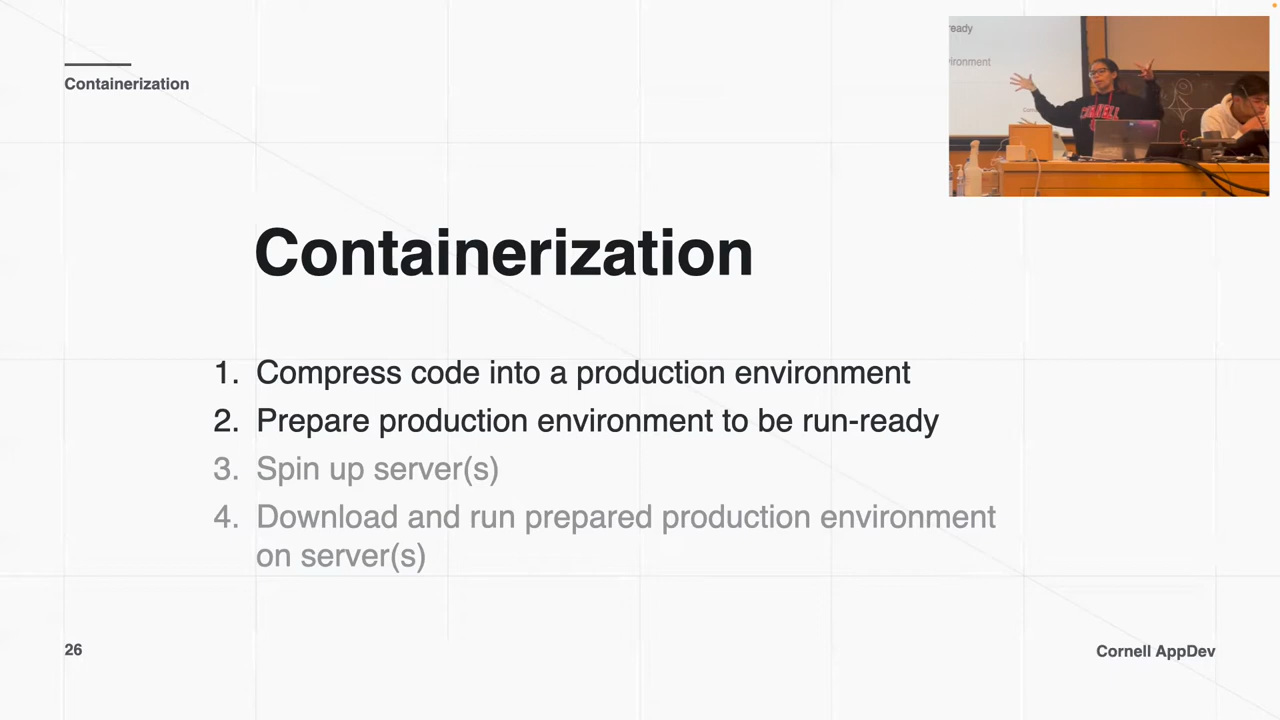 Containerization
ready
ironment
CORNELL
Containerization
1. Compress code into a production environment
2. Prepare production environment to be run-ready
3. Spin up server(s)
4. Download and run prepared production environment
on server(s)
26
Cornell AppDev